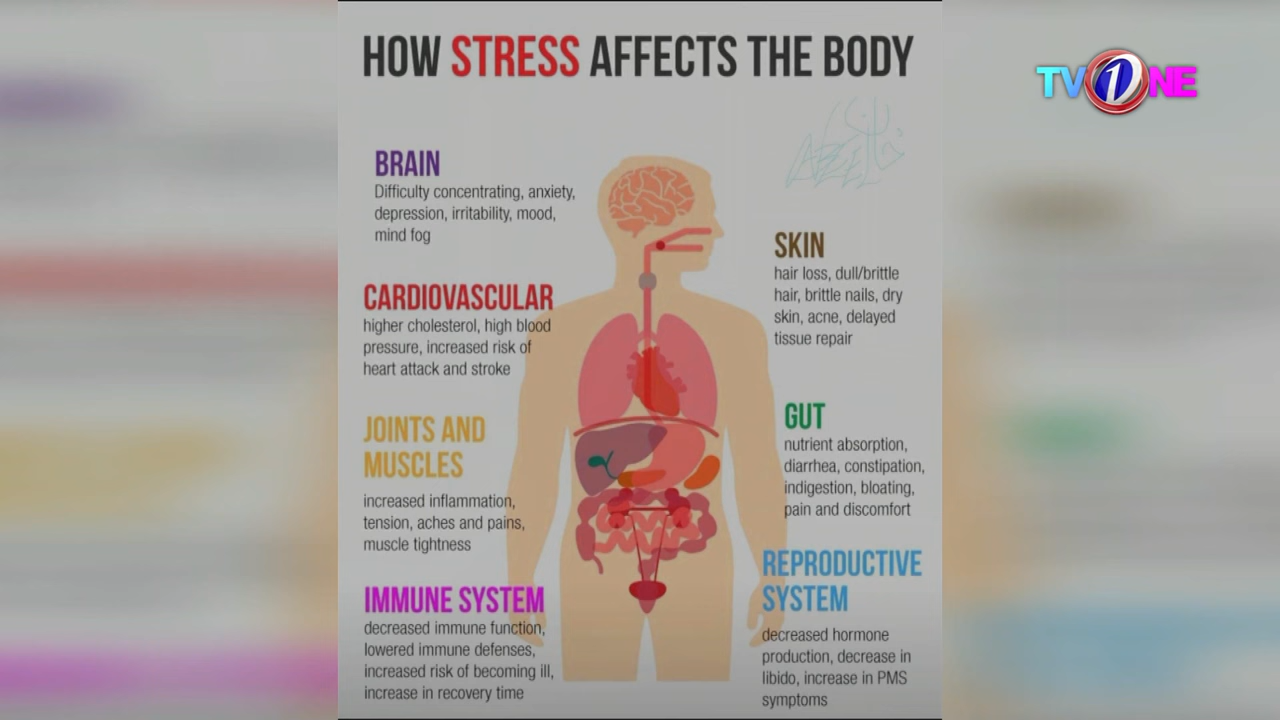 HOW STRESS AFFECTS THE BODY
TV ONE
BRAIN
Difficulty concentrating, anxiety,
depression, irritability, mood,
mind fog
CARDIOVASCULAR
higher cholesterol, high blood
pressure, increased risk of
heart attack and stroke
JOINTS AND
MUSCLES
increased inflammation,
tension, aches and pains,
muscle tightness
IMMUNE SYSTEM
decreased immune function,
lowered immune defenses,
increased risk of becoming ill,
increase in recovery time
SKIN
hair loss, dull/brittle
hair, brittle nails, dry
skin, acne, delayed
tissue repair
GUT
nutrient absorption,
diarrhea, constipation,
indigestion, bloating,
pain and discomfort
REPRODUCTIVE
SYSTEM
decreased hormone
production, decrease in
libido, increase in PMS
symptoms